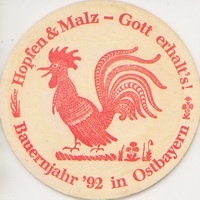 Hopfen & Malz – Gott erhalt's!
Bauernjahr '92 in Ostbayern